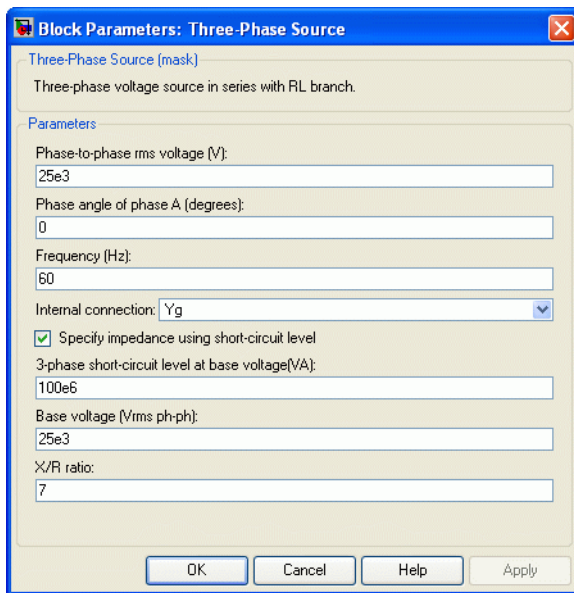 Block Parameters: Three-Phase Source
Three-Phase Source (mask)
Three-phase voltage source in series with RL branch.
Parameters
Phase-to-phase rms voltage (V):
25e3
Phase angle of phase A (degrees):
0
Frequency (Hz):
60
Internal connection: Yg
Specify impedance using short-circuit level
3-phase short-circuit level at base voltage(VA):
100e6
Base voltage (Vrms ph-ph):
25e3
X/R ratio:
7
OK Cancel Help Apply